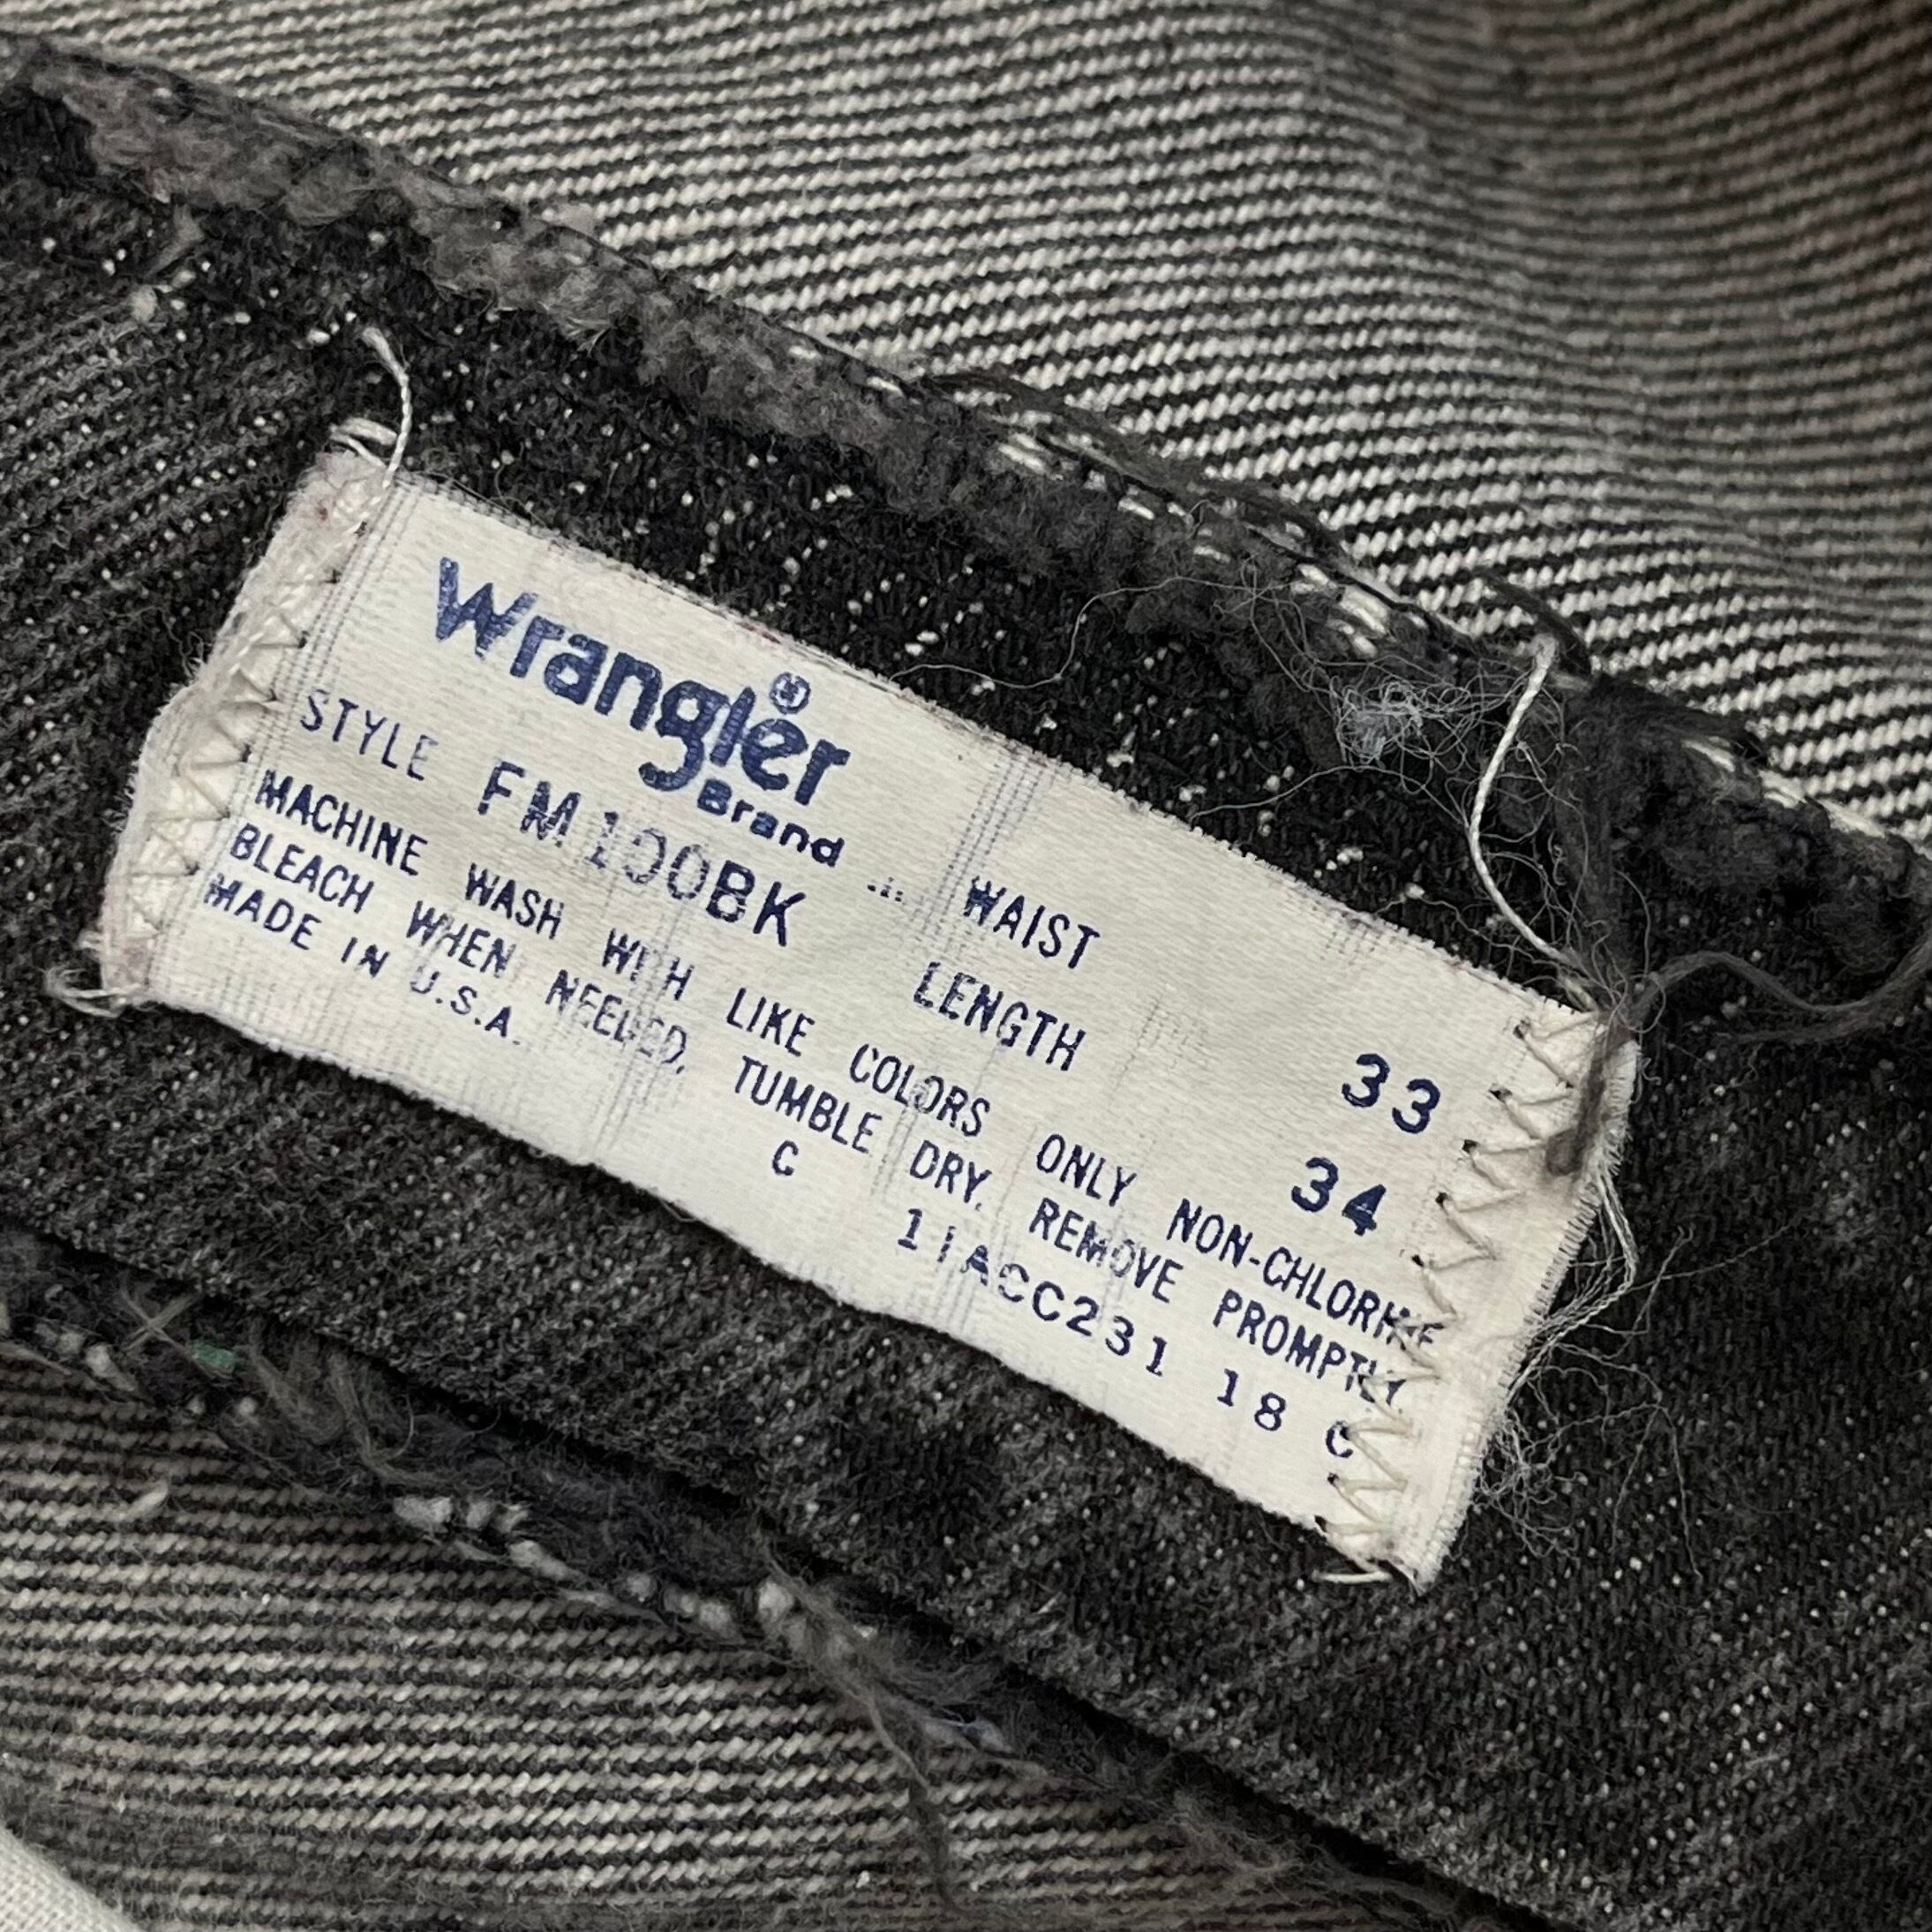 Wrangler®
Brand
STYLE FM100BK WAIST 33
LENGTH 34
MACHINE WASH WITH LIKE COLORS ONLY NON-CHLORINE
BLEACH WHEN NEEDED, TUMBLE DRY. REMOVE PROMPTLY
MADE IN U.S.A. C 11ACC231 18 C